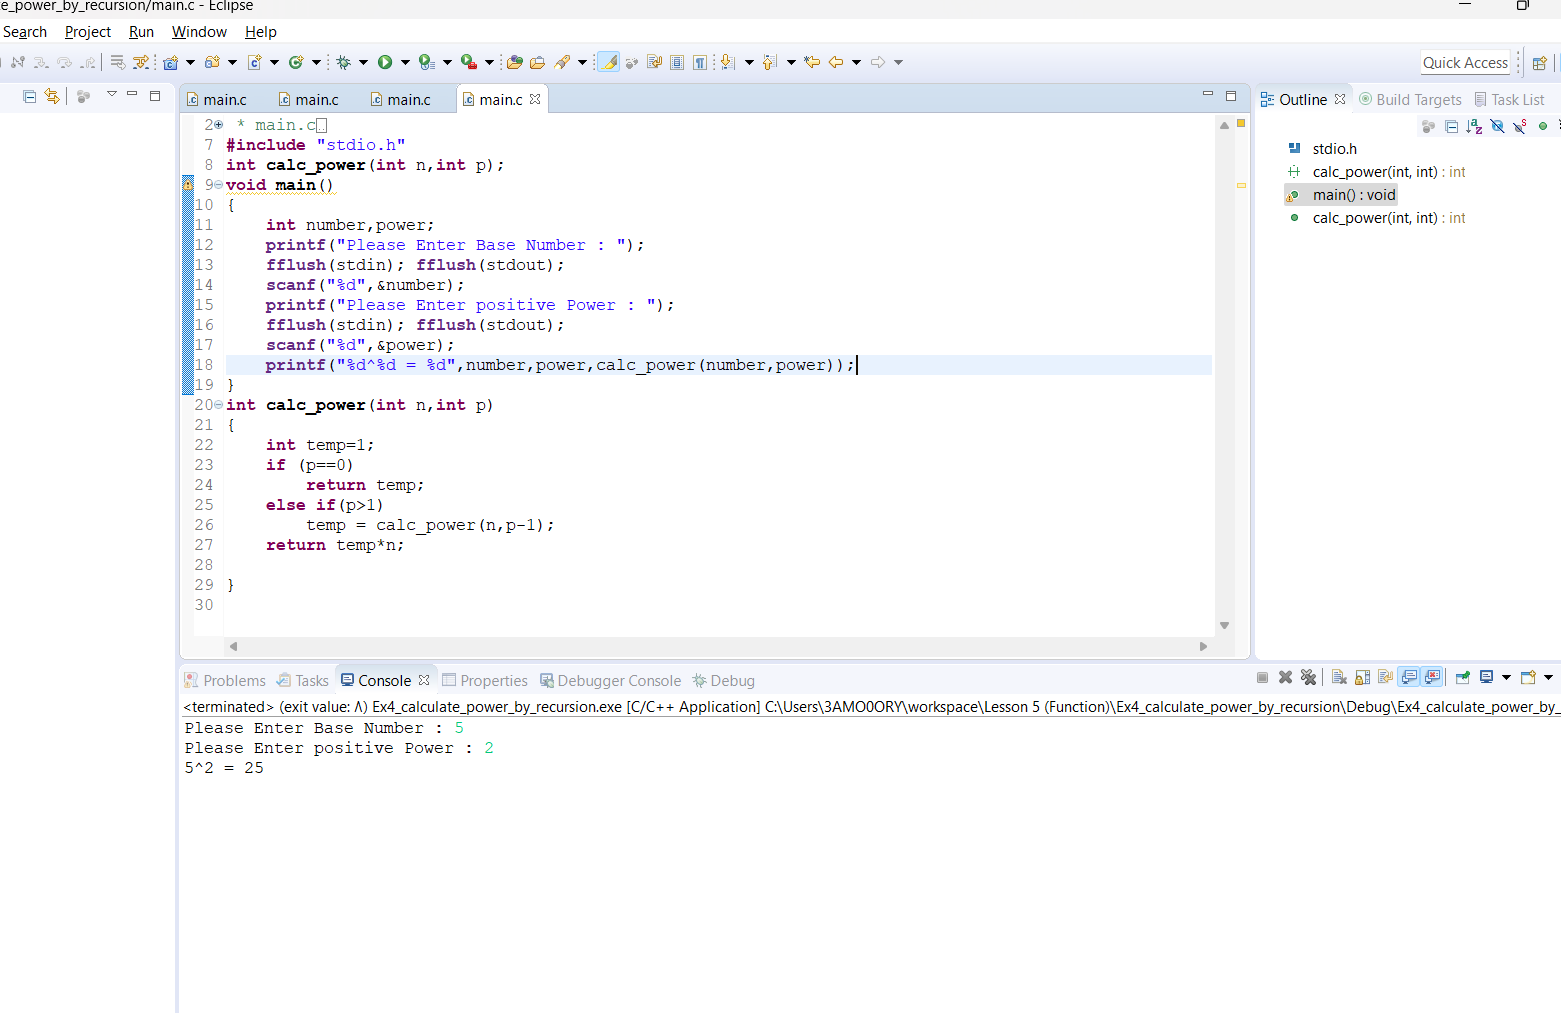 e_power_by_recursion/main.c - Eclipse
Search Project Run Window Help
Quick Access
main.c main.c main.c main.c
Outline Build Targets Task List
2 * main.c
7 #include "stdio.h"
8 int calc_power(int n,int p);
9 void main()
10 {
11 int number,power;
12 printf("Please Enter Base Number : ");
13 fflush(stdin); fflush(stdout);
14 scanf("%d",&number);
15 printf("Please Enter positive Power : ");
16 fflush(stdin); fflush(stdout);
17 scanf("%d",&power);
18 printf("%d^%d = %d",number,power,calc_power(number,power));
19 }
20 int calc_power(int n,int p)
21 {
22 int temp=1;
23 if (p==0)
24 return temp;
25 else if(p>1)
26 temp = calc_power(n,p-1);
27 return temp*n;
28
29 }
30
stdio.h
calc_power(int, int) : int
main() : void
calc_power(int, int) : int
Problems Tasks Console Properties Debugger Console Debug
<terminated> (exit value: ٨) Ex4_calculate_power_by_recursion.exe [C/C++ Application] C:\Users\3AMO0ORY\workspace\Lesson 5 (Function)\Ex4_calculate_power_by_recursion\Debug\Ex4_calculate_power_by_
Please Enter Base Number : 5
Please Enter positive Power : 2
5^2 = 25